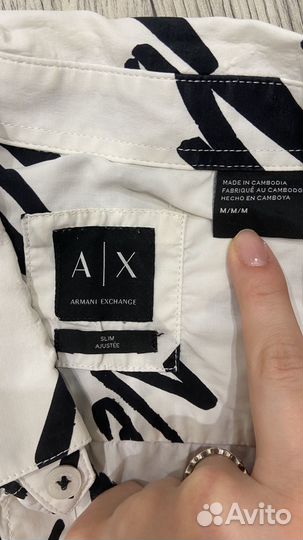 MADE IN CAMBODIA
FABRIQUÉ AU CAMBODGE
HECHO EN CAMBOYA
M/M/M
A|X
ARMANI EXCHANGE
SLIM
AJUSTÉE
Avito